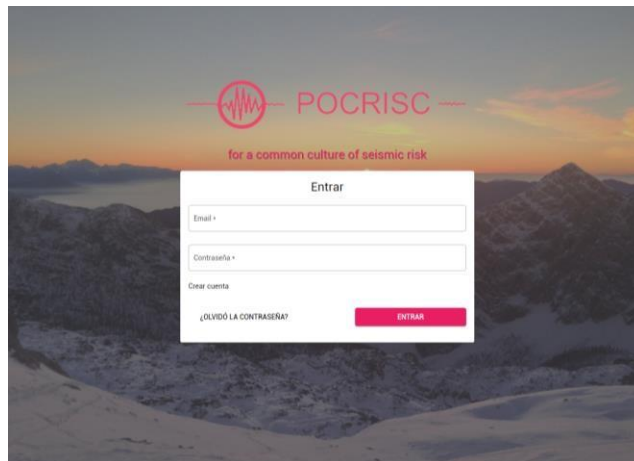 POCRISC
for a common culture of seismic risk
Entrar
Email *
Contraseña *
Crear cuenta
¿OLVIDÓ LA CONTRASEÑA?
ENTRAR